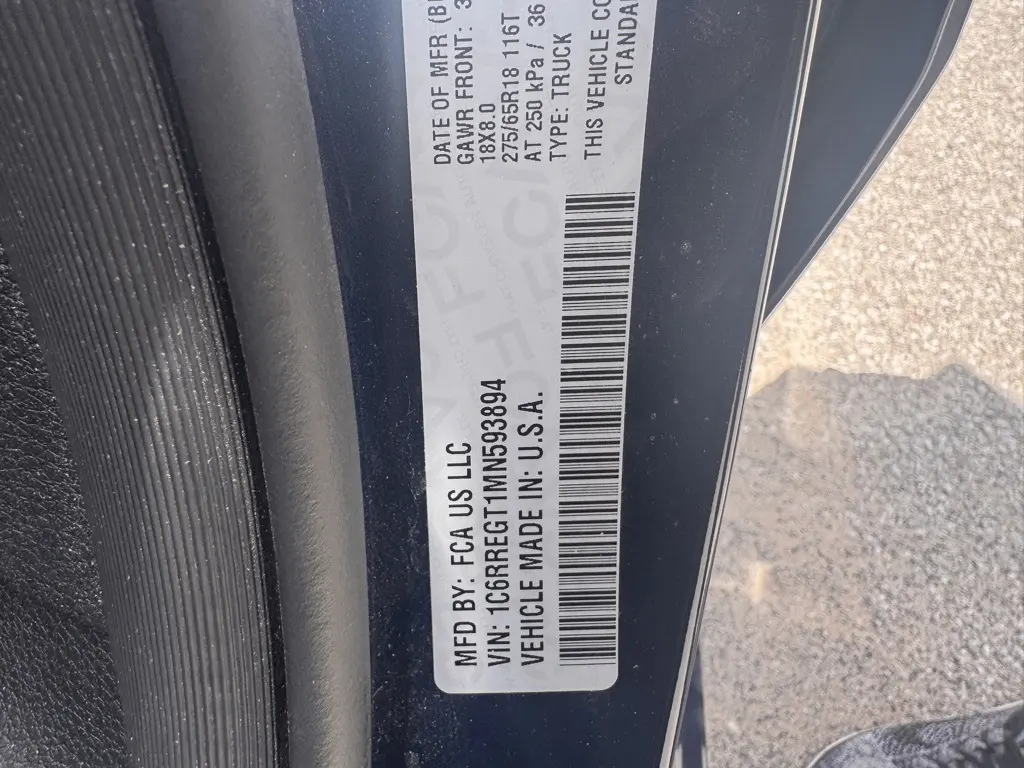 MFD BY: FCA US LLC
VIN: 1C6RREGT1MN593894
VEHICLE MADE IN: U.S.A.
DATE OF MFR
GAWR FRONT:
18X8.0
275/65R18 116T
AT 250 kPa / 36
TYPE: TRUCK
THIS VEHICLE
STANDA